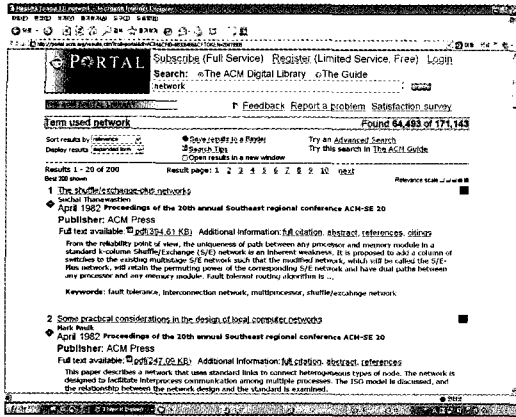 PORTAL
Subscribe (Full Service) Register (Limited Service, Free) Login
Search: The ACM Digital Library The Guide
network
Feedback Report a problem Satisfaction survey
Term used network Found 64,493 of 171,143
Sort results by relevance Save results to a Binder Try an Advanced Search
Display results expanded form Search Tips Try this search in The ACM Guide
Open results in a new window
Results 1 - 20 of 200 Result page: 1 2 3 4 5 6 7 8 9 10 next
Best 200 shown Relevance scale
1 The shuffle/exchange-plus networks
Suchai Thanawastien
April 1982 Proceedings of the 20th annual Southeast regional conference ACM-SE 20
Publisher: ACM Press
Full text available: pdf(394.61 KB) Additional Information: full citation, abstract, references, citings
From the reliability point of view, the uniqueness of path between any processor and memory module in a
standard k-column Shuffle/Exchange (S/E) network is an inherent weakness. It is proposed to add a column of
switches to the existing multistage S/E network such that the modified network, which will be called the S/E-
Plus network, will retain the permuting power of the corresponding S/E network and have dual paths between
any processor and any memory module. Fault tolerant routing algorithm is ...
Keywords: fault tolerance, interconnection network, multiprocessor, shuffle/excahnge network
2 Some practical considerations in the design of local computer networks
Mark Paulk
April 1982 Proceedings of the 20th annual Southeast regional conference ACM-SE 20
Publisher: ACM Press
Full text available: pdf(247.09 KB) Additional Information: full citation, abstract, references
This paper describes a network that uses standard links to connect heterogenous types of node. The network is
designed to facilitate interprocess communication among multiple processes. The ISO model is discussed, and
the relationship between the network design and the standard is examined.